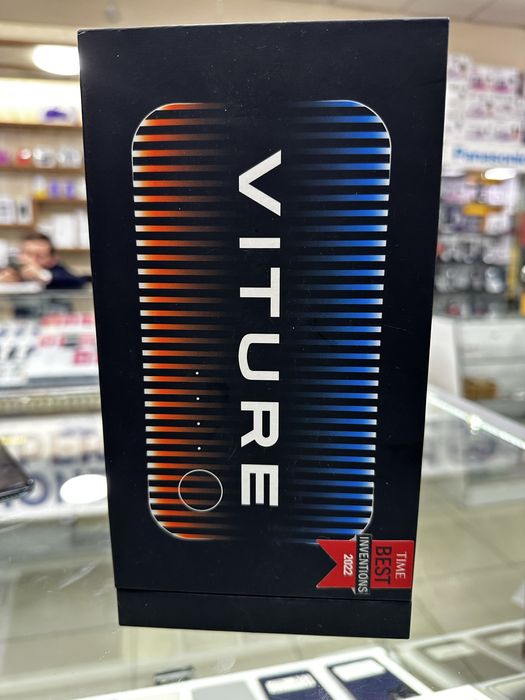 VITURE
TIME
BEST
INVENTIONS
2022
Panasonic